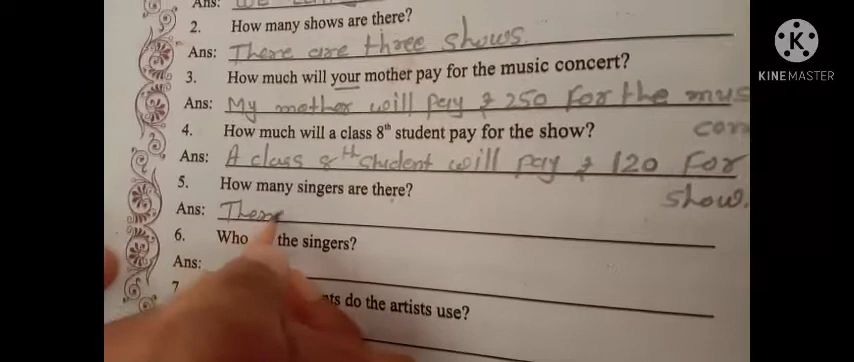 Ans:
2. How many shows are there?
Ans: There are three shows.
3. How much will your mother pay for the music concert?
Ans: My mother will pay ₹ 250 for the mus
con
4. How much will a class 8th student pay for the show?
Ans: A class 8th student will pay ₹ 120 for
show.
5. How many singers are there?
Ans: There
6. Who the singers?
Ans:
7 nts do the artists use?
K
KINEMASTER